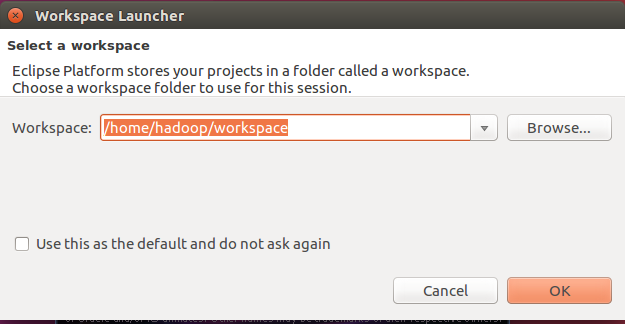 Workspace Launcher
Select a workspace
Eclipse Platform stores your projects in a folder called a workspace.
Choose a workspace folder to use for this session.
Workspace: /home/hadoop/workspace Browse...
Use this as the default and do not ask again
Cancel OK